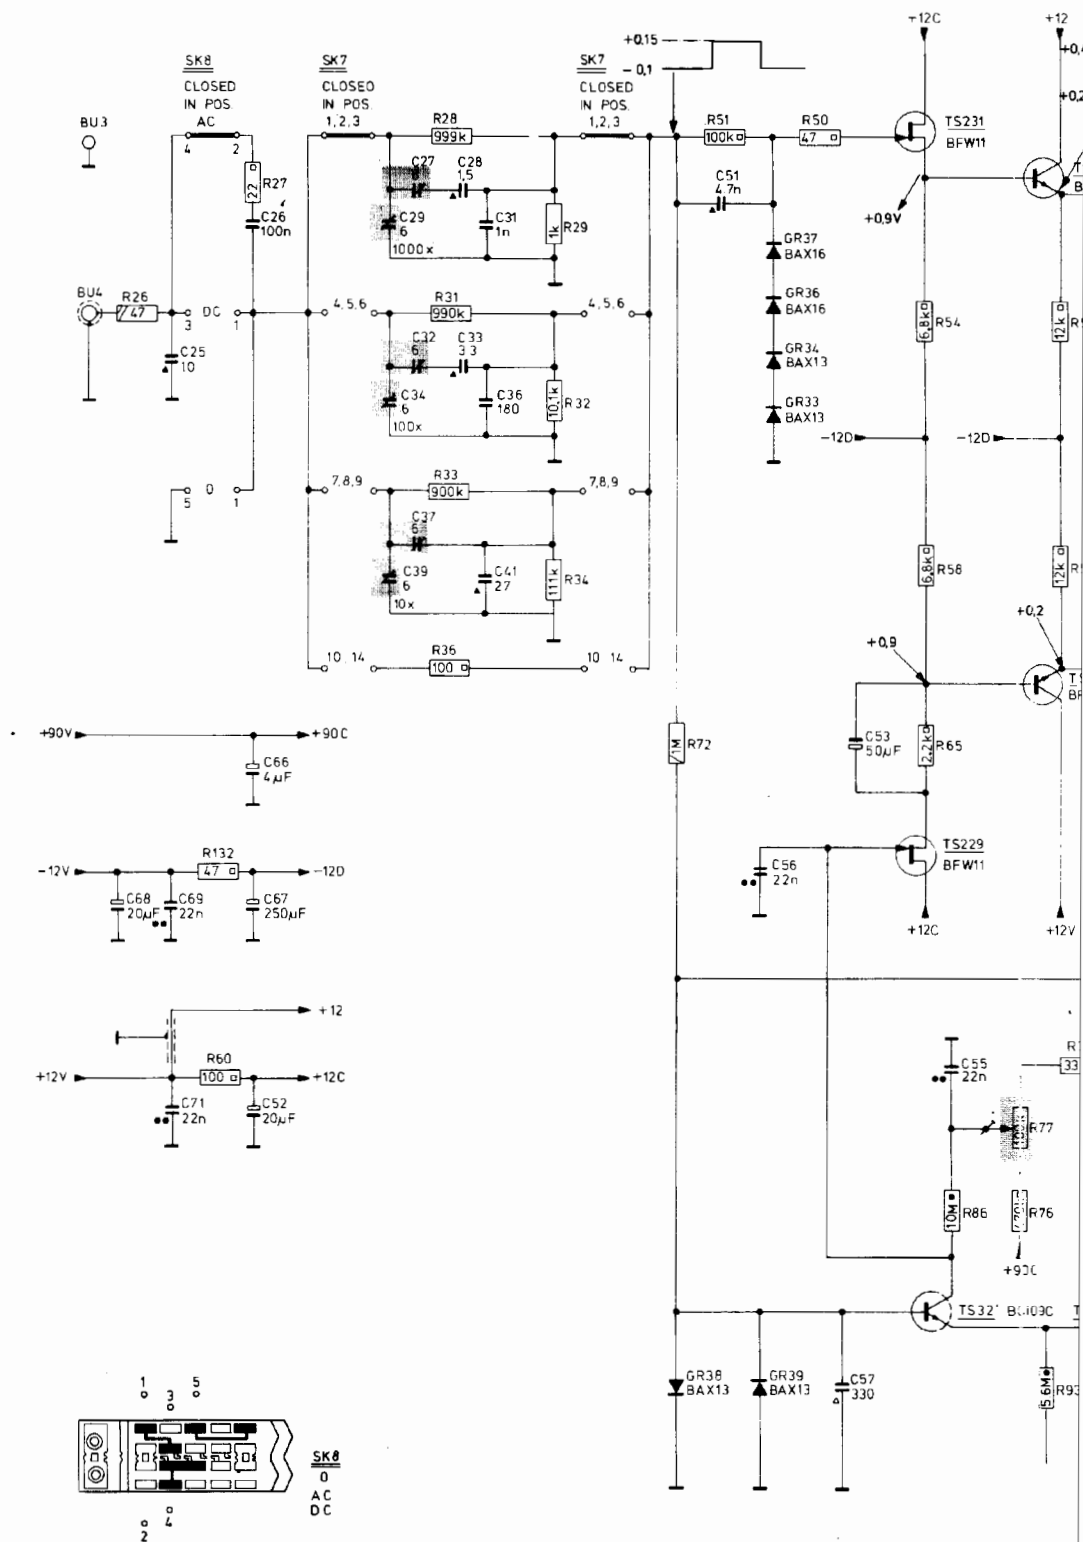 +12C
+12
+0,15
-0,1
SK8
CLOSED
IN POS.
AC
4
2
SK7
CLOSED
IN POS.
1,2,3
SK7
CLOSED
IN POS.
1,2,3
BU3
R28
999k
R51
100k
R50
47
TS231
BFW11
R27
22
C26
100n
C27
6
C28
1,5
C29
6
C31
1n
1000x
R29
1k
C51
4.7n
+0,9V
GR37
BAX16
BU4
R26
47
DC
3
1
C25
10
4,5,6
R31
990k
4,5,6
GR36
BAX16
6,8k
R54
12k
C32
6
C33
33
C34
6
C36
180
100x
R32
10,1k
GR34
BAX13
GR33
BAX13
-12D
-12D
0
5
1
7,8,9
R33
900k
7,8,9
C37
6
C39
6
C41
27
10x
R34
111k
6,8k
R58
12k
10 . 14
R36
100
10 . 14
+0,9
+0,2
+90V
+90C
C66
4µF
R72
1M
C53
50µF
R65
2,2k
-12V
R132
47
-12D
C68
20µF
C69
22n
C67
250µF
C56
22n
TS229
BFW11
+12C
+12V
+12
+12V
R60
100
+12C
C71
22n
C52
20µF
C55
22n
33
R77
R86
10M
R76
+90C
TS32
GR38
BAX13
GR39
BAX13
C57
330
5.6M
R93
1
3
5
SK8
0
AC
DC
4
2